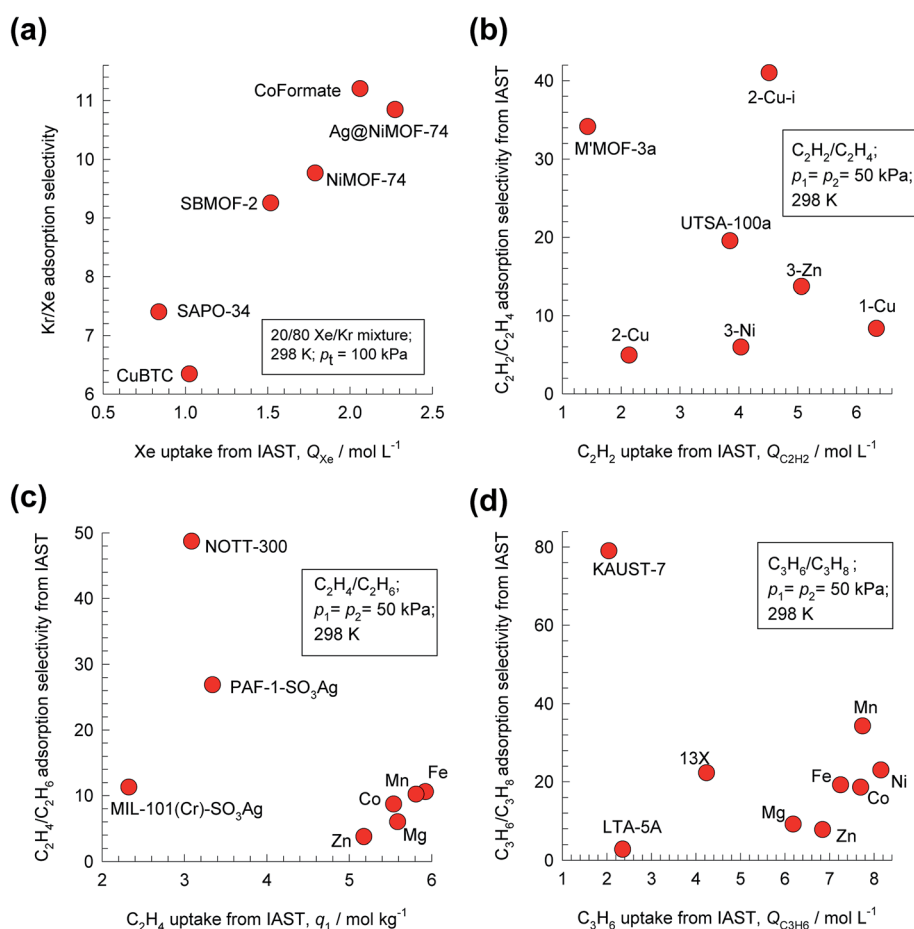 (a)
Kr/Xe adsorption selectivity
11
10
9
8
7
6
0.5
1.0
1.5
2.0
2.5
CoFormate
Ag@NiMOF-74
NiMOF-74
SBMOF-2
SAPO-34
CuBTC
20/80 Xe/Kr mixture;
298 K; pt = 100 kPa
Xe uptake from IAST, QXe / mol L-1
(b)
C2H2/C2H4 adsorption selectivity from IAST
40
30
20
10
0
1
2
3
4
5
6
2-Cu-i
M'MOF-3a
C2H2/C2H4;
p1= p2= 50 kPa;
298 K
UTSA-100a
3-Zn
1-Cu
3-Ni
2-Cu
C2H2 uptake from IAST, QC2H2 / mol L-1
(c)
C2H4/C2H6 adsorption selectivity from IAST
50
40
30
20
10
0
2
3
4
5
6
NOTT-300
C2H4/C2H6;
p1= p2= 50 kPa;
298 K
PAF-1-SO3Ag
MIL-101(Cr)-SO3Ag
Fe
Mn
Co
Mg
Zn
C2H4 uptake from IAST, q1 / mol kg-1
(d)
C3H6/C3H8 adsorption selectivity from IAST
80
60
40
20
0
1
2
3
4
5
6
7
8
KAUST-7
C3H6/C3H8 ;
p1= p2= 50 kPa;
298 K
Mn
13X
Fe
Ni
Co
Mg
Zn
LTA-5A
C3H6 uptake from IAST, QC3H6 / mol L-1